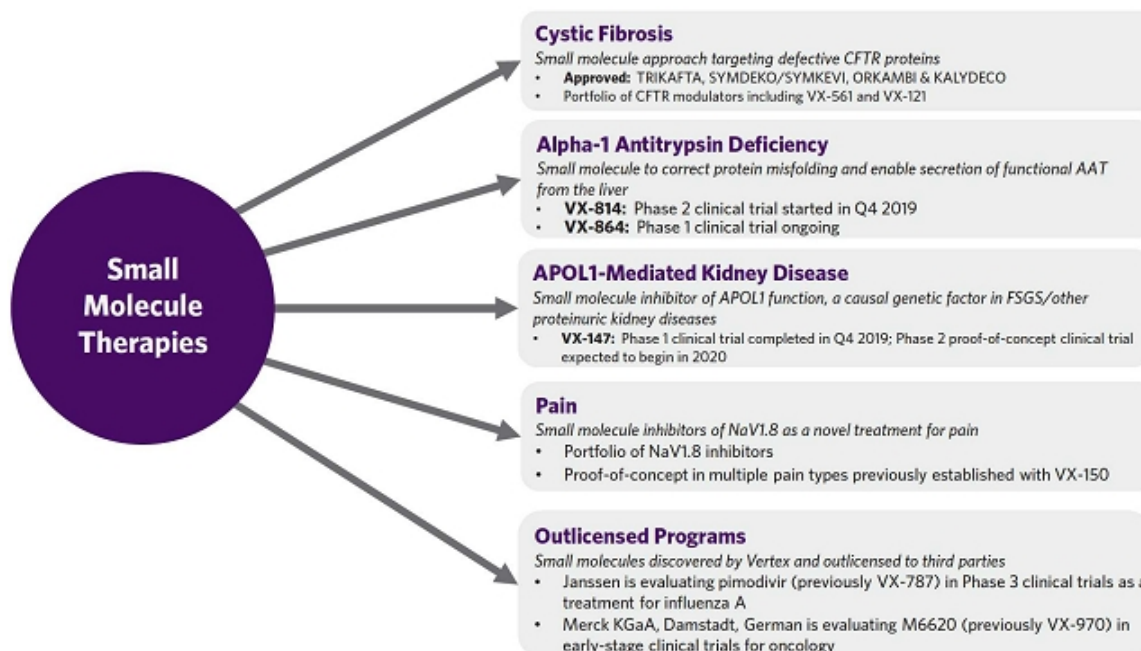 Small
Molecule
Therapies
Cystic Fibrosis
Small molecule approach targeting defective CFTR proteins
• Approved: TRIKAFTA, SYMDEKO/SYMKEVI, ORKAMBI & KALYDECO
• Portfolio of CFTR modulators including VX-561 and VX-121
Alpha-1 Antitrypsin Deficiency
Small molecule to correct protein misfolding and enable secretion of functional AAT
from the liver
• VX-814: Phase 2 clinical trial started in Q4 2019
• VX-864: Phase 1 clinical trial ongoing
APOL1-Mediated Kidney Disease
Small molecule inhibitor of APOL1 function, a causal genetic factor in FSGS/other
proteinuric kidney diseases
• VX-147: Phase 1 clinical trial completed in Q4 2019; Phase 2 proof-of-concept clinical trial
expected to begin in 2020
Pain
Small molecule inhibitors of NaV1.8 as a novel treatment for pain
• Portfolio of NaV1.8 inhibitors
• Proof-of-concept in multiple pain types previously established with VX-150
Outlicensed Programs
Small molecules discovered by Vertex and outlicensed to third parties
• Janssen is evaluating pimodivir (previously VX-787) in Phase 3 clinical trials as a
treatment for influenza A
• Merck KGaA, Damstadt, German is evaluating M6620 (previously VX-970) in
early-stage clinical trials for oncology